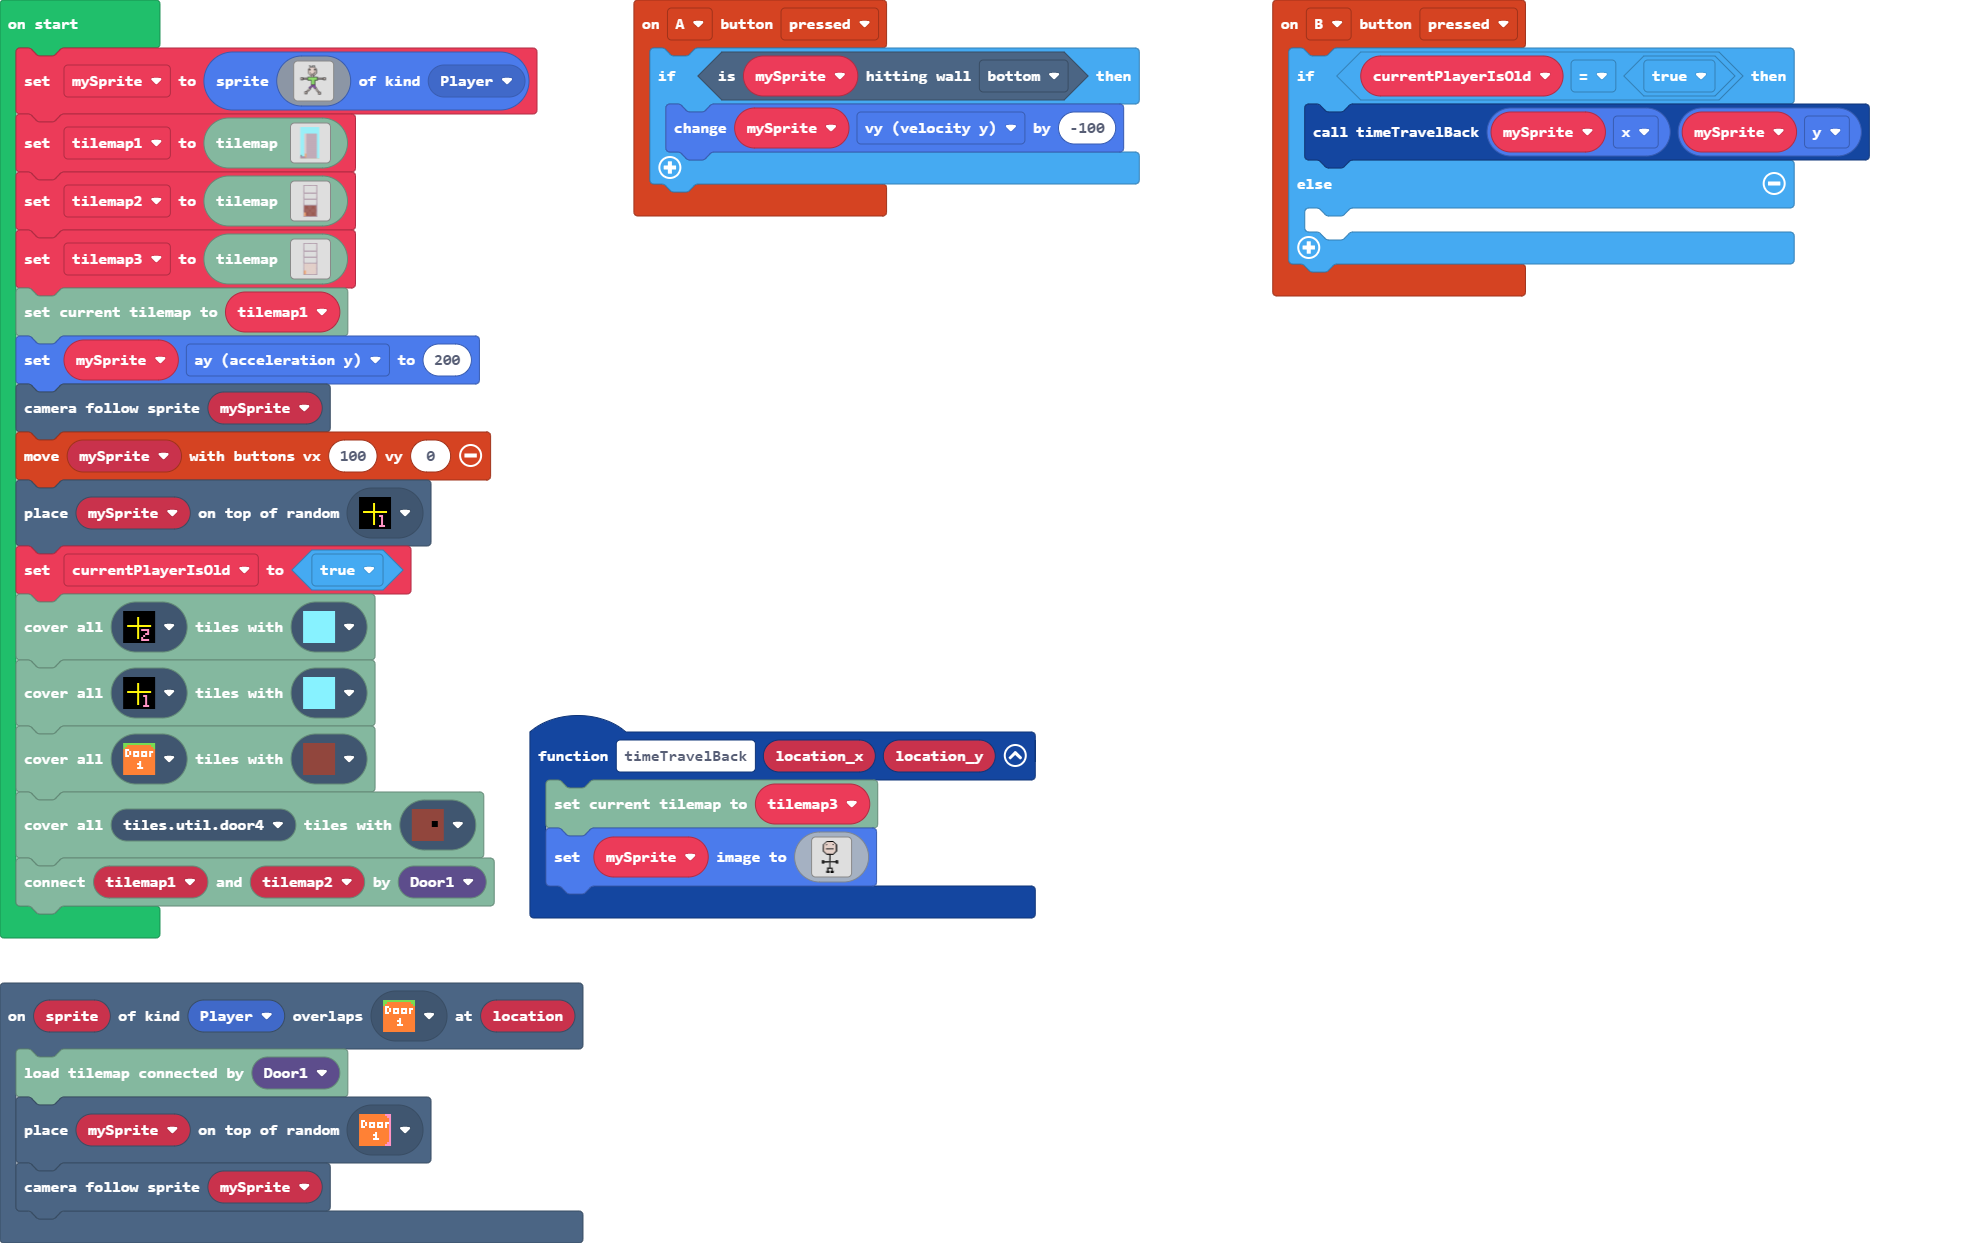 on start
set mySprite to sprite of kind Player
set tilemap1 to tilemap
set tilemap2 to tilemap
set tilemap3 to tilemap
set current tilemap to tilemap1
set mySprite ay (acceleration y) to 200
camera follow sprite mySprite
move mySprite with buttons vx 100 vy 0
place mySprite on top of random 1
set currentPlayerIsOld to true
cover all 2 tiles with
cover all 1 tiles with
cover all Door 1 tiles with
cover all tiles.util.door4 tiles with
connect tilemap1 and tilemap2 by Door1
on A button pressed
if is mySprite hitting wall bottom then
change mySprite vy (velocity y) by -100
on B button pressed
if currentPlayerIsOld = true then
call timeTravelBack mySprite x mySprite y
else
function timeTravelBack location_x location_y
set current tilemap to tilemap3
set mySprite image to
on sprite of kind Player overlaps Door 1 at location
load tilemap connected by Door1
place mySprite on top of random Door 1
camera follow sprite mySprite